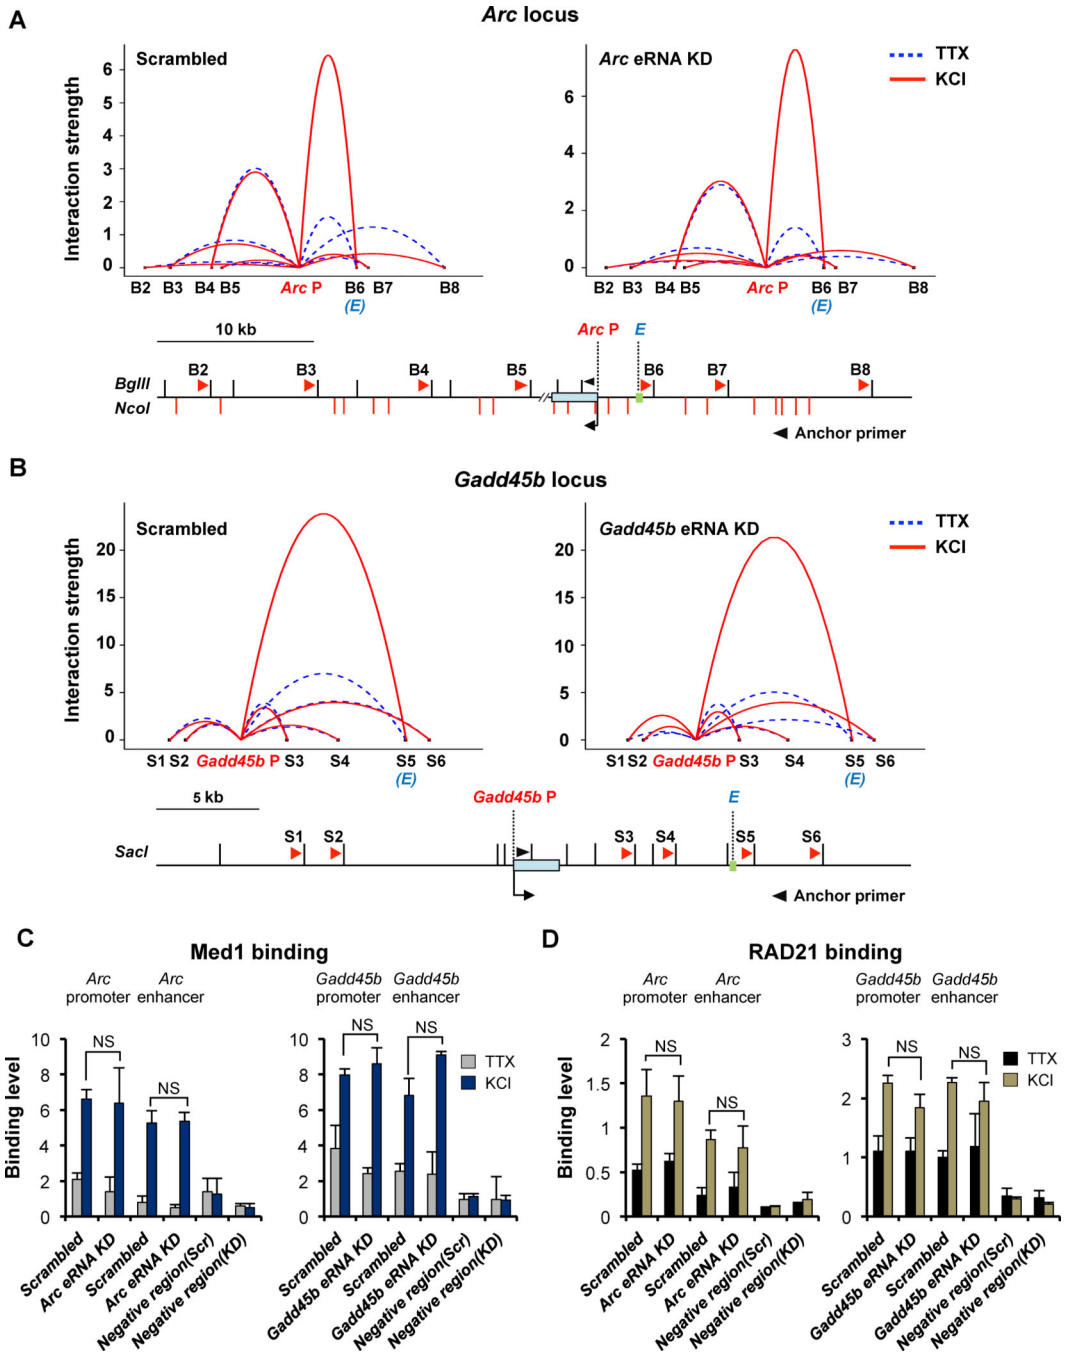 A
Arc locus
Scrambled
Arc eRNA KD
TTX
KCl
Interaction strength
6
5
4
3
2
1
0
6
4
2
0
B2 B3 B4 B5 Arc P B6 B7 B8
(E)
B2 B3 B4 B5 Arc P B6 B7 B8
(E)
10 kb
Arc P E
B2 B3 B4 B5 B6 B7 B8
BglII
NcoI
Anchor primer
B
Gadd45b locus
Scrambled
Gadd45b eRNA KD
TTX
KCl
Interaction strength
20
15
10
5
0
20
15
10
5
0
S1 S2 Gadd45b P S3 S4 S5 S6
(E)
S1 S2 Gadd45b P S3 S4 S5 S6
(E)
5 kb
Gadd45b P E
S1 S2 S3 S4 S5 S6
SacI
Anchor primer
C
Med1 binding
Arc promoter
Arc enhancer
Gadd45b promoter
Gadd45b enhancer
Binding level
10
8
6
4
2
0
NS
NS
Scrambled
Arc eRNA KD
Scrambled
Arc eRNA KD
Negative region(Scr)
Negative region(KD)
10
8
6
4
2
0
NS
NS
TTX
KCl
Scrambled
Gadd45b eRNA KD
Scrambled
Gadd45b eRNA KD
Negative region(Scr)
Negative region(KD)
D
RAD21 binding
Arc promoter
Arc enhancer
Gadd45b promoter
Gadd45b enhancer
Binding level
2
1.5
1
0.5
0
NS
NS
Scrambled
Arc eRNA KD
Scrambled
Arc eRNA KD
Negative region(Scr)
Negative region(KD)
3
2
1
0
NS
NS
TTX
KCl
Scrambled
Gadd45b eRNA KD
Scrambled
Gadd45b eRNA KD
Negative region(Scr)
Negative region(KD)